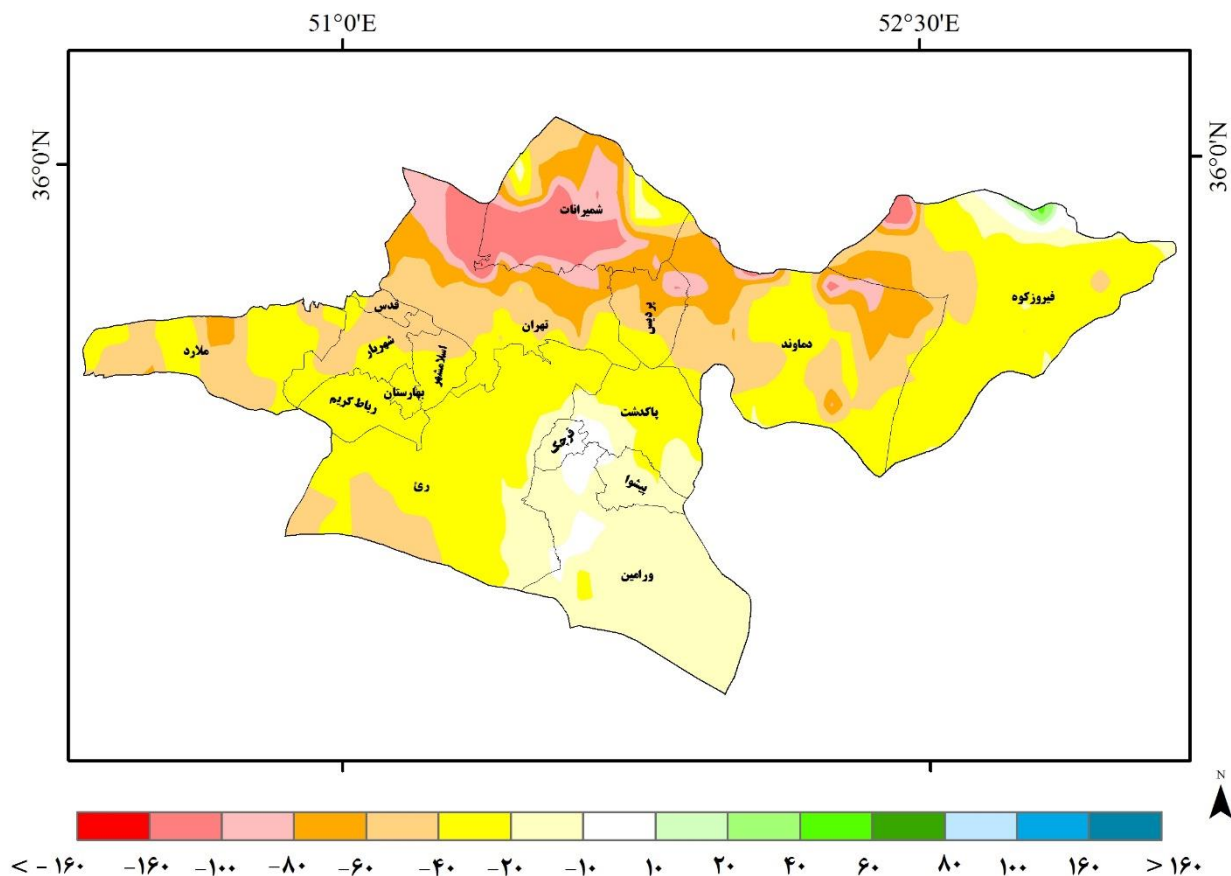 51°0'E 52°30'E
36°0'N 36°0'N
شمیرانات
فیروزکوه
قدس
تهران
پردیس
دماوند
ملارد
شهریار
اسلامشهر
بهارستان
رباط کریم
پاکدشت
قرچک
ری
پیشوا
ورامین
N
< -۱۶۰ -۱۶۰ -۱۰۰ -۸۰ -۶۰ -۴۰ -۲۰ -۱۰ ۱۰ ۲۰ ۴۰ ۶۰ ۸۰ ۱۰۰ ۱۶۰ > ۱۶۰